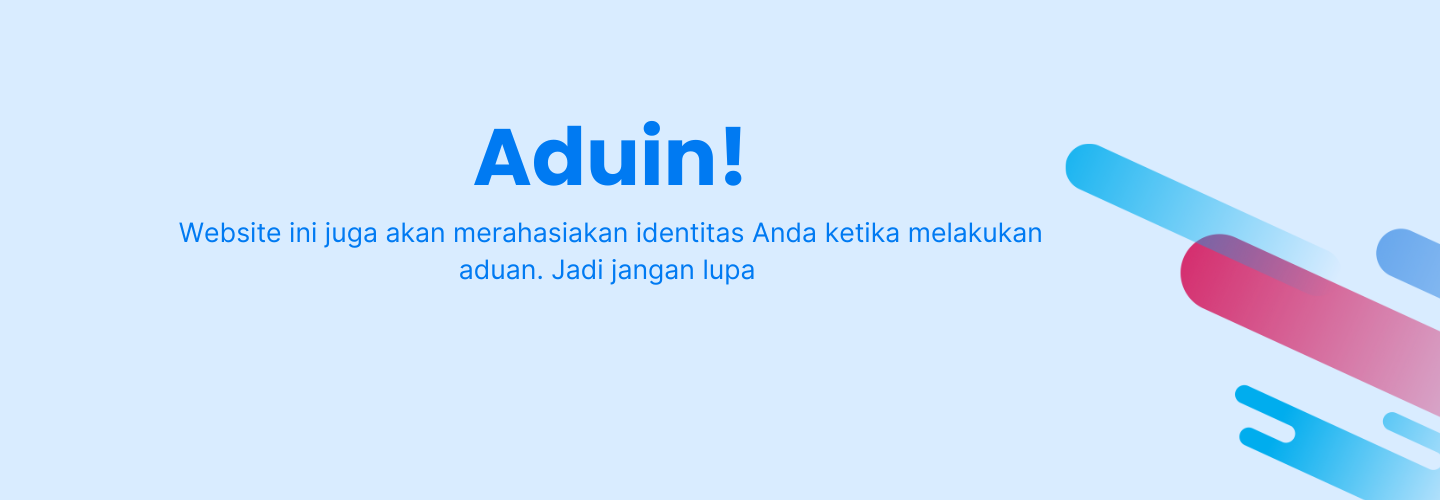 Aduin!
Website ini juga akan merahasiakan identitas Anda ketika melakukan
aduan. Jadi jangan lupa